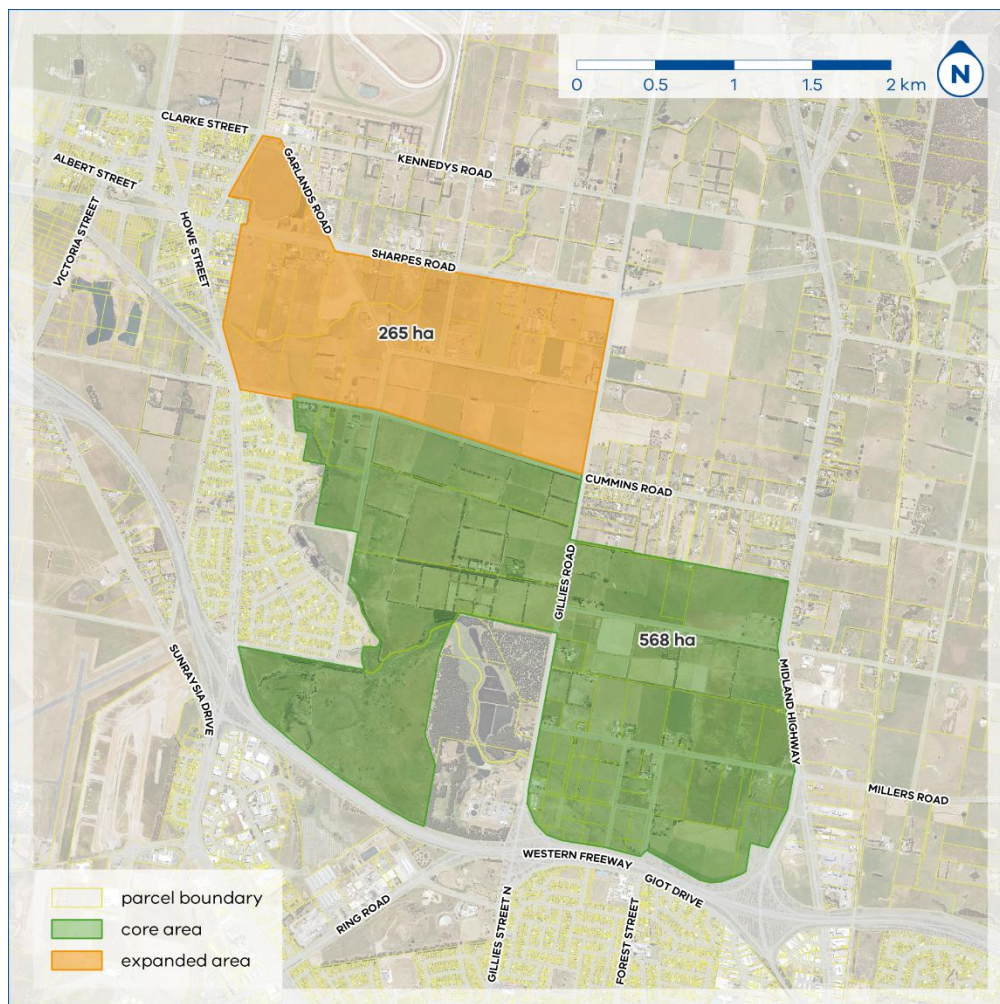 0 0.5 1 1.5 2 km
N
CLARKE STREET
KENNEDYS ROAD
ALBERT STREET
GARLANDS ROAD
VICTORIA STREET
HOWE STREET
SHARPES ROAD
265 ha
CUMMINS ROAD
GILLIES ROAD
568 ha
SUNRAYSIA DRIVE
MIDLAND HIGHWAY
MILLERS ROAD
WESTERN FREEWAY
GIOT DRIVE
RING ROAD
GILLIES STREET N
FOREST STREET
parcel boundary
core area
expanded area